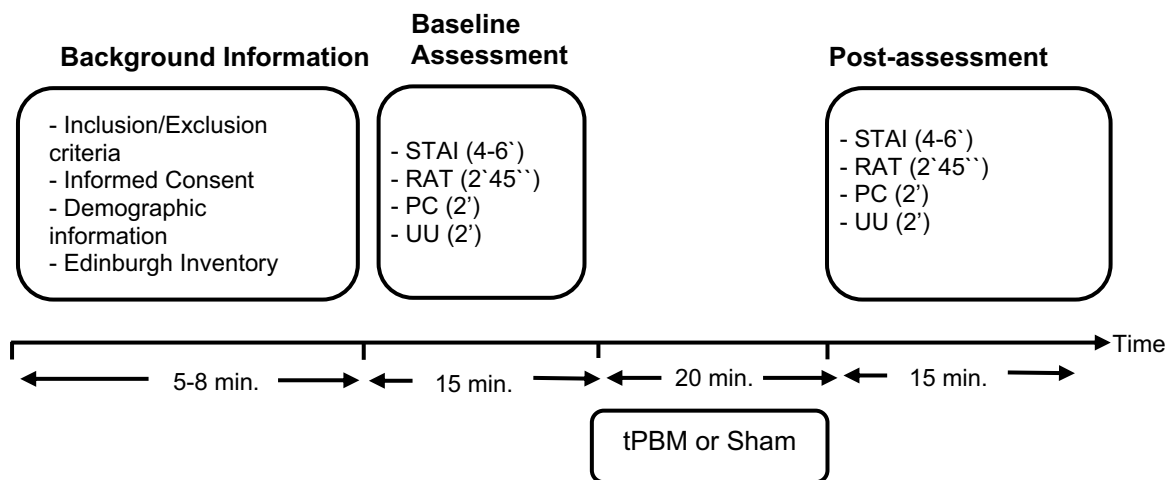 Background Information
- Inclusion/Exclusion
criteria
- Informed Consent
- Demographic
information
- Edinburgh Inventory
Baseline
Assessment
- STAI (4-6`)
- RAT (2`45``)
- PC (2’)
- UU (2’)
Post-assessment
- STAI (4-6`)
- RAT (2`45``)
- PC (2’)
- UU (2’)
Time
5-8 min.
15 min.
20 min.
15 min.
tPBM or Sham